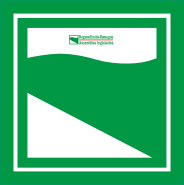 Regione Emilia-Romagna
Assemblea legislativa